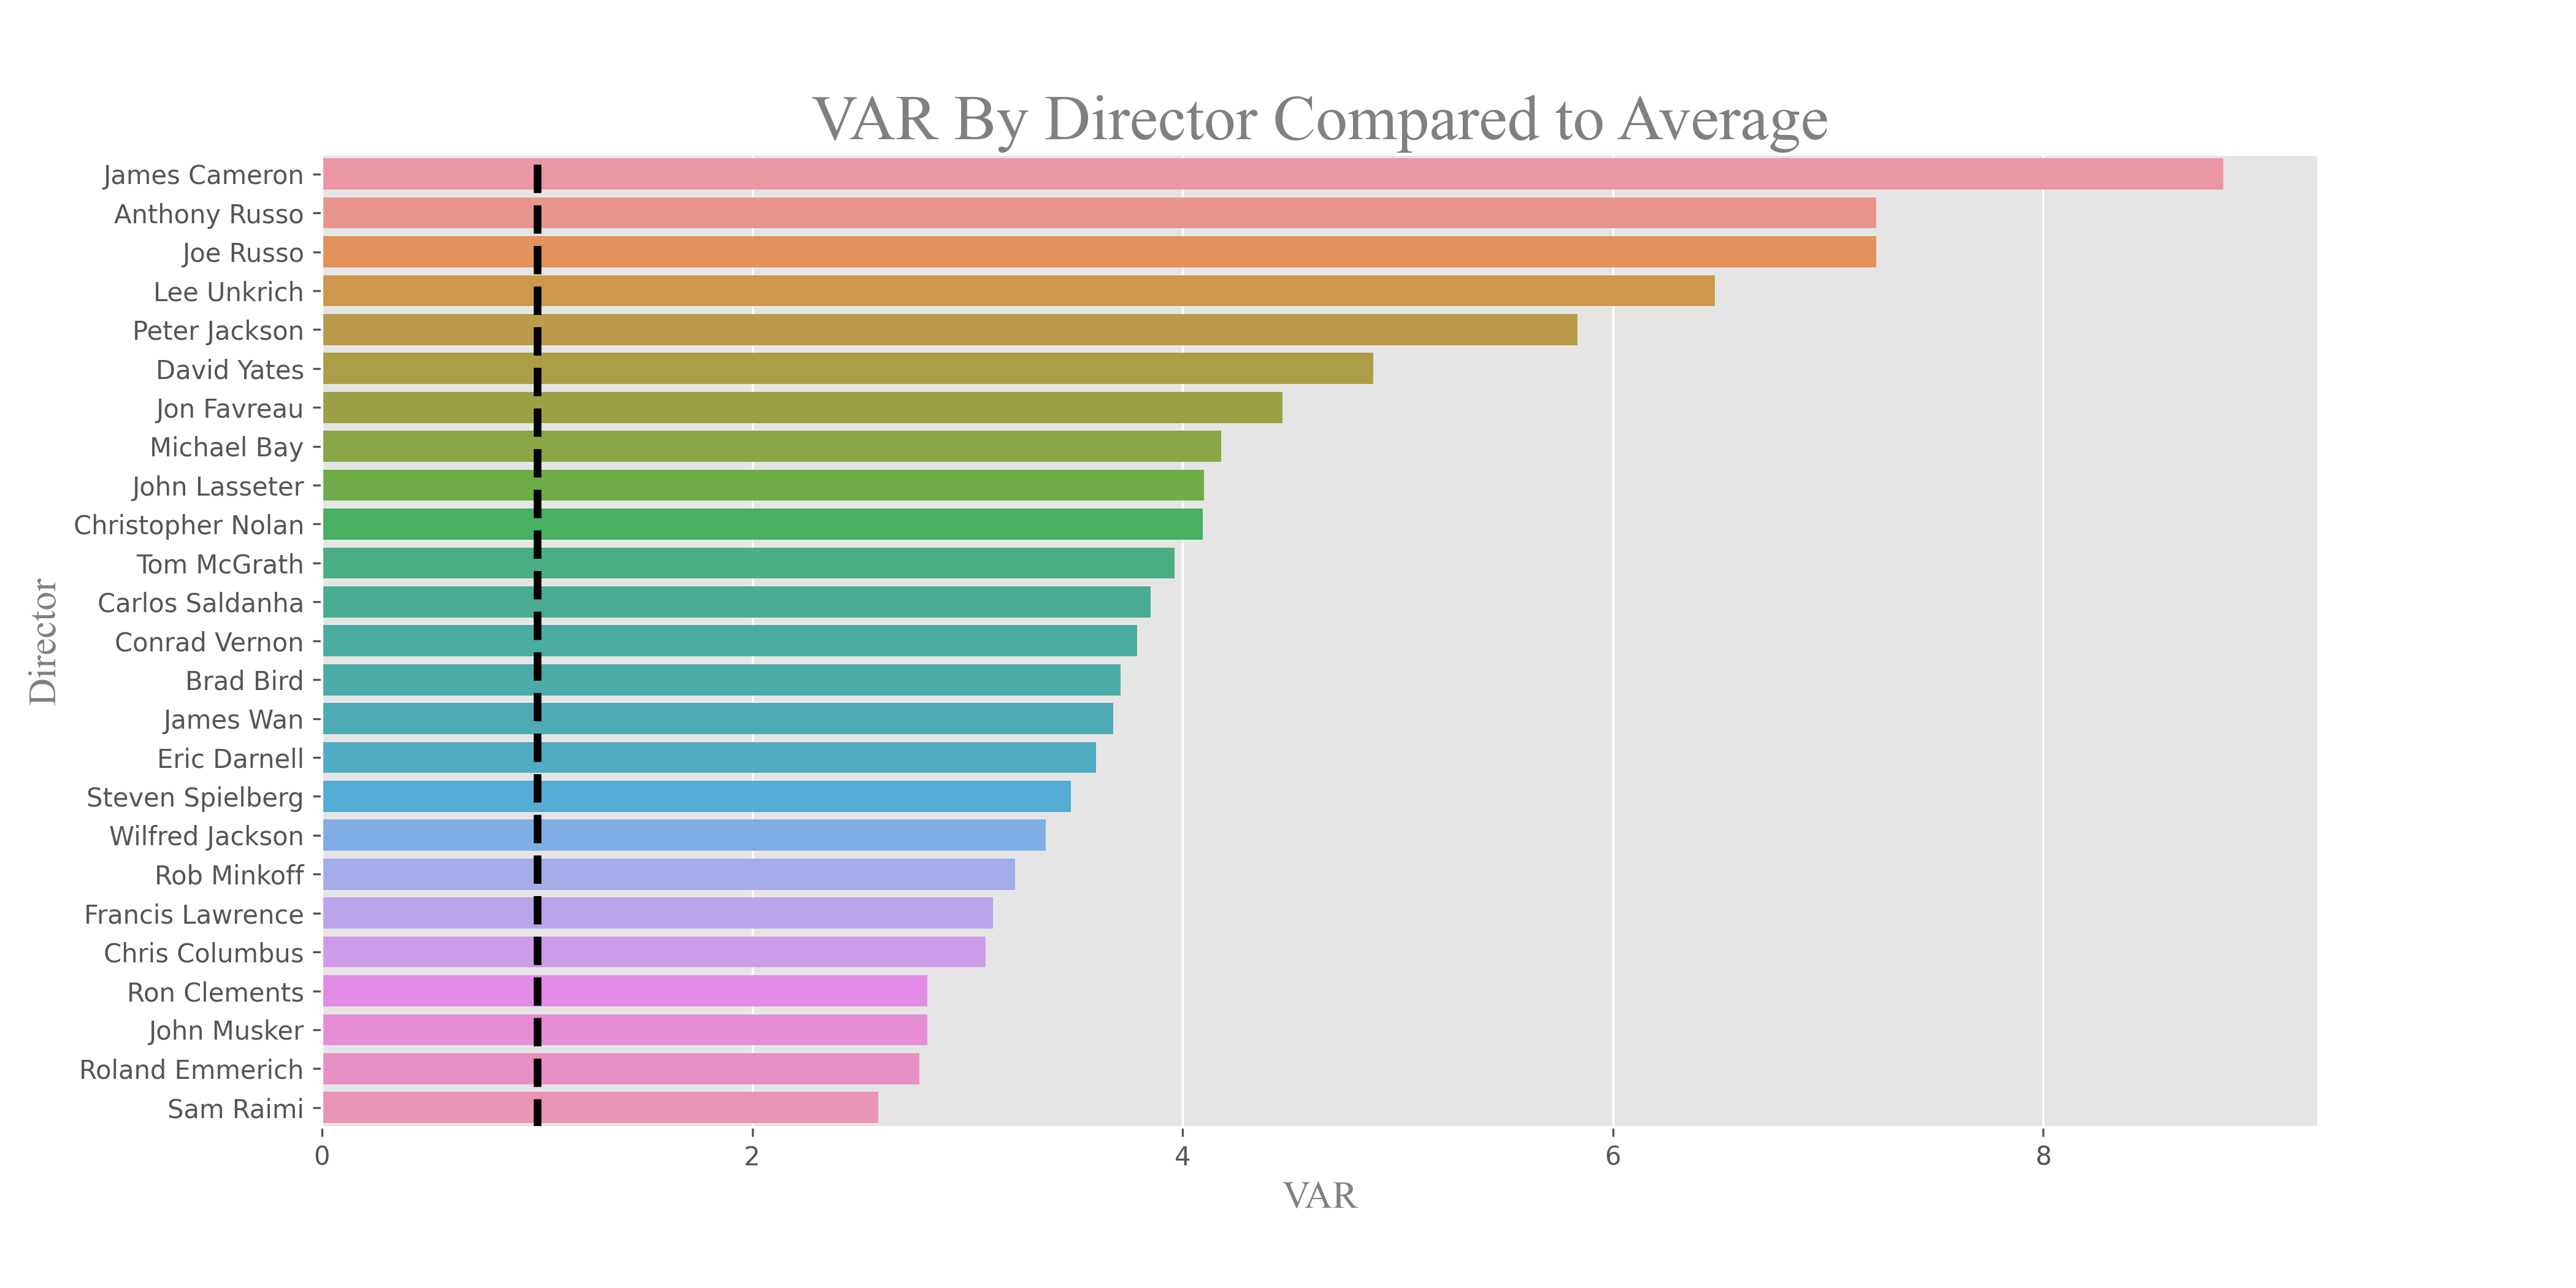 VAR By Director Compared to Average
James Cameron
Anthony Russo
Joe Russo
Lee Unkrich
Peter Jackson
David Yates
Jon Favreau
Michael Bay
John Lasseter
Christopher Nolan
Tom McGrath
Carlos Saldanha
Conrad Vernon
Brad Bird
James Wan
Eric Darnell
Steven Spielberg
Wilfred Jackson
Rob Minkoff
Francis Lawrence
Chris Columbus
Ron Clements
John Musker
Roland Emmerich
Sam Raimi
Director
0 2 4 6 8
VAR